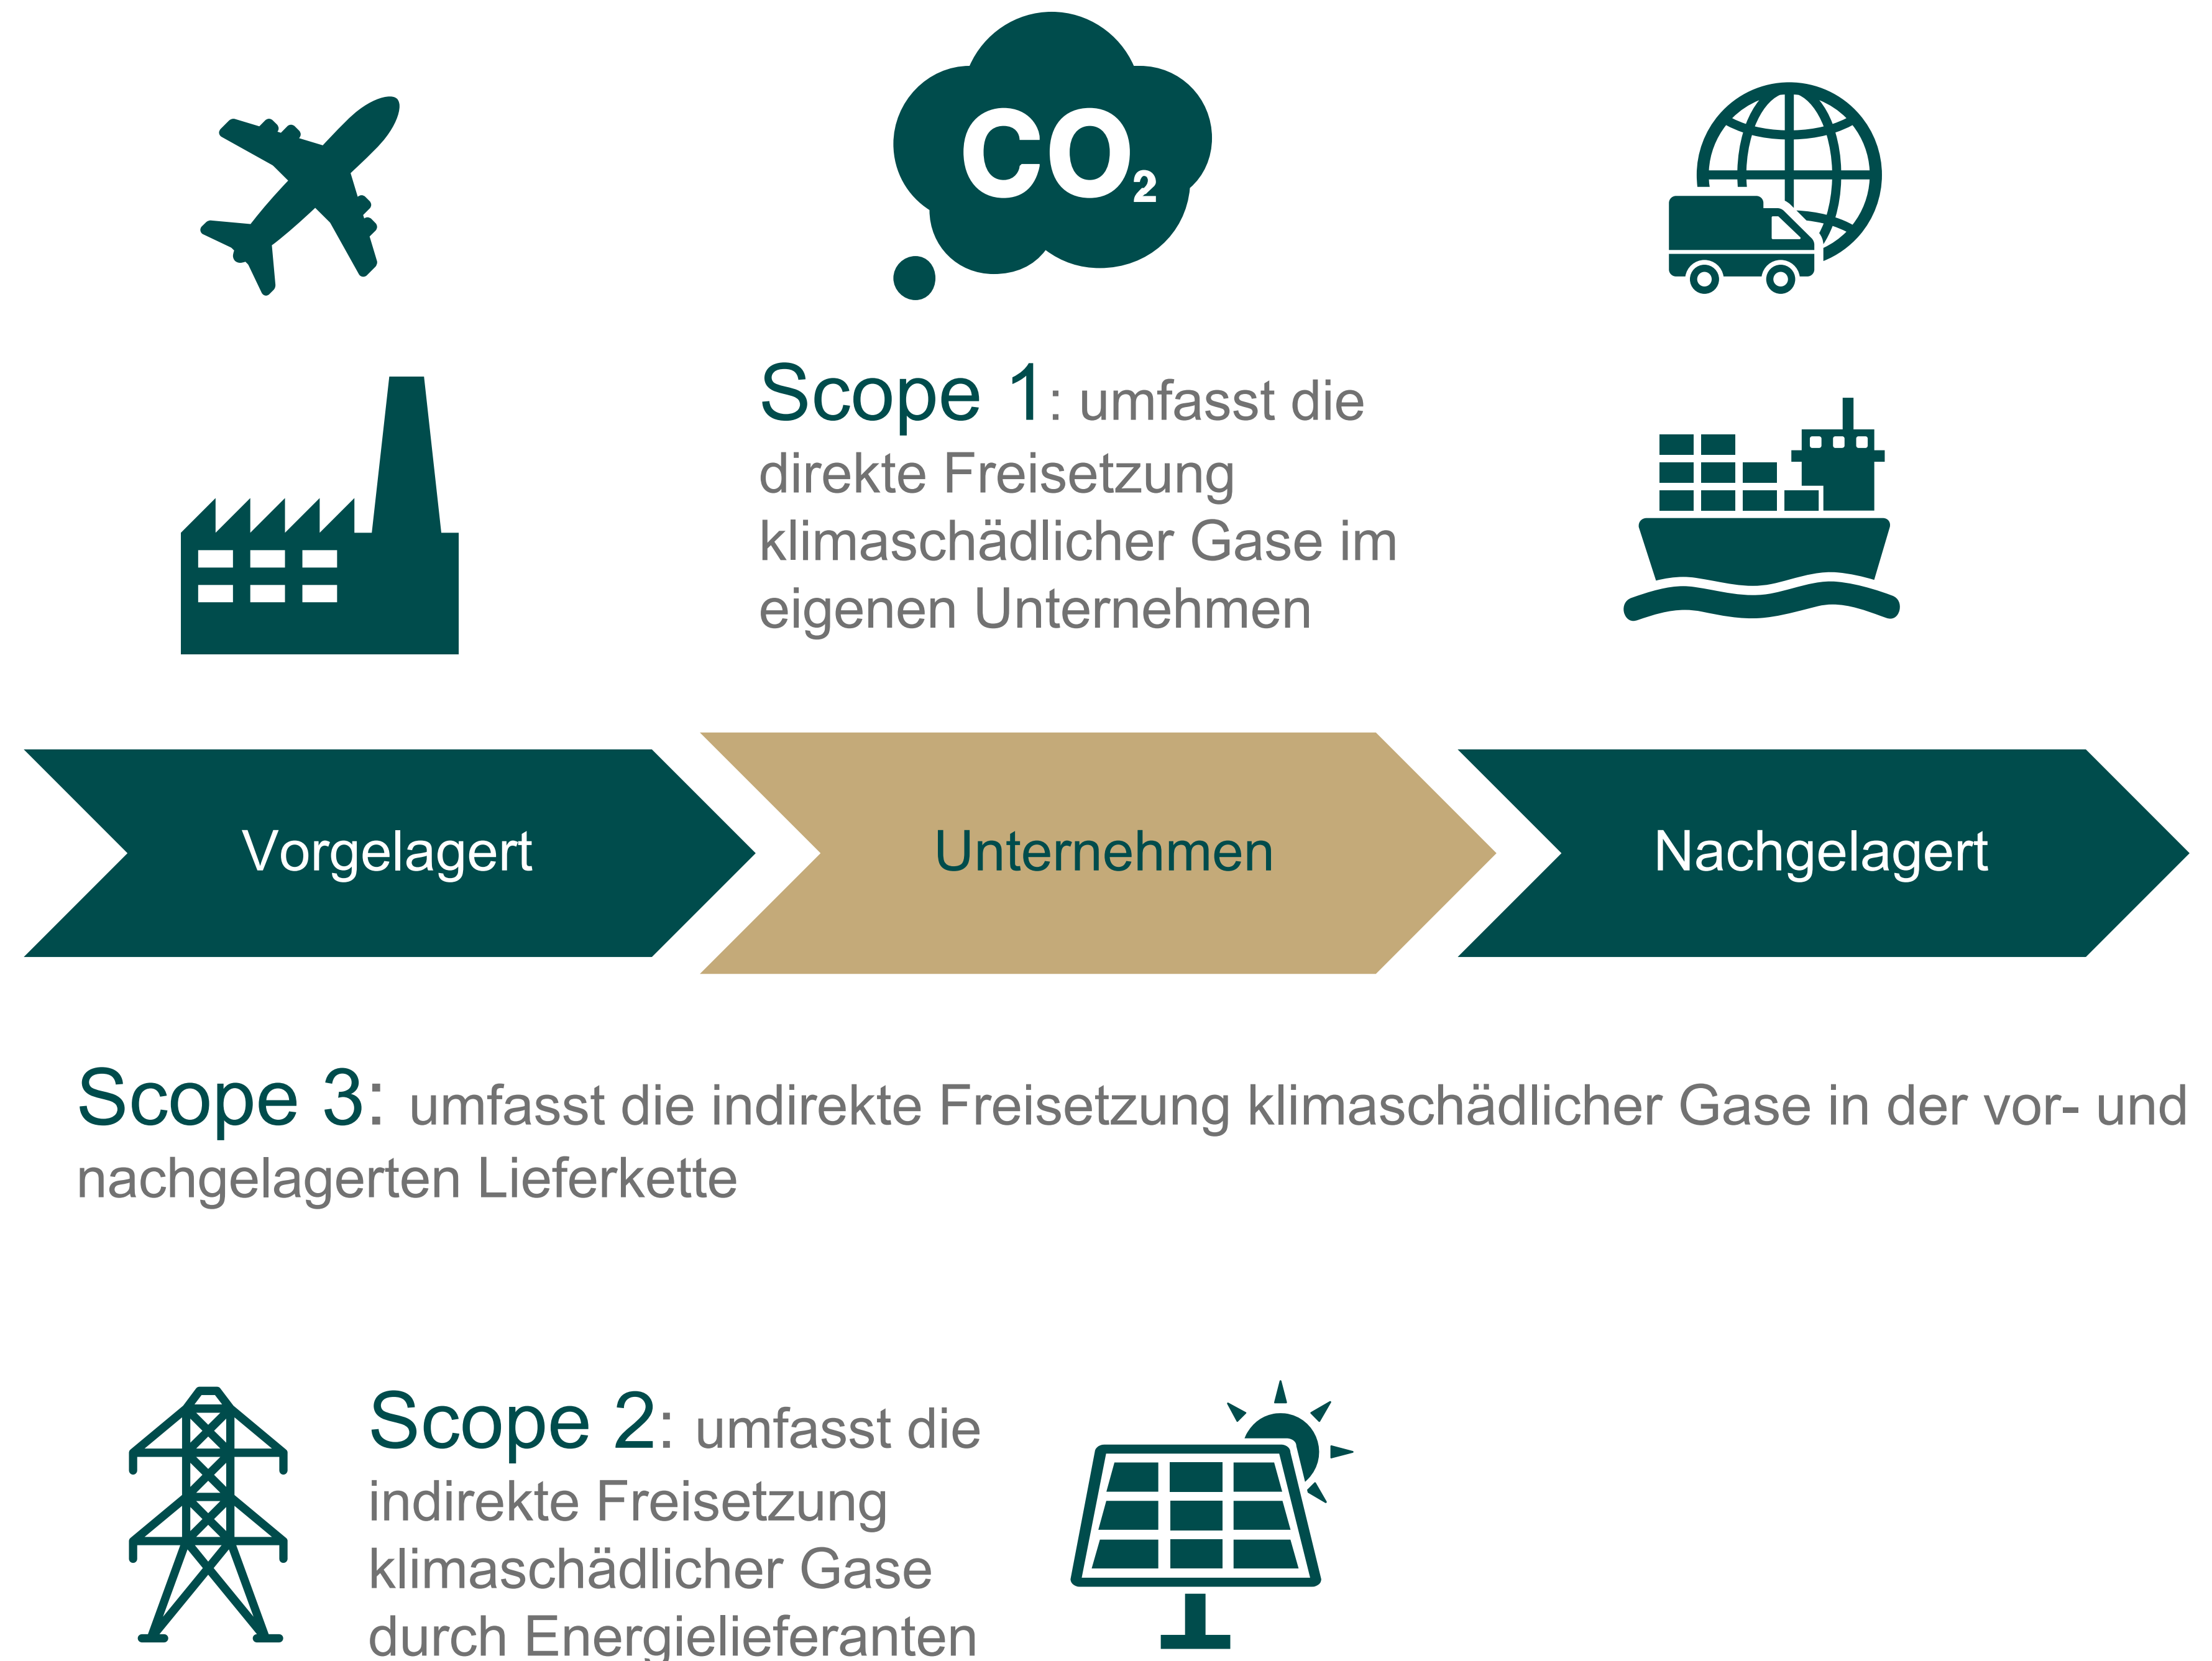 CO₂
Scope 1: umfasst die
direkte Freisetzung
klimaschädlicher Gase im
eigenen Unternehmen
Vorgelagert
Unternehmen
Nachgelagert
Scope 3: umfasst die indirekte Freisetzung klimaschädlicher Gase in der vor- und
nachgelagerten Lieferkette
Scope 2: umfasst die
indirekte Freisetzung
klimaschädlicher Gase
durch Energielieferanten